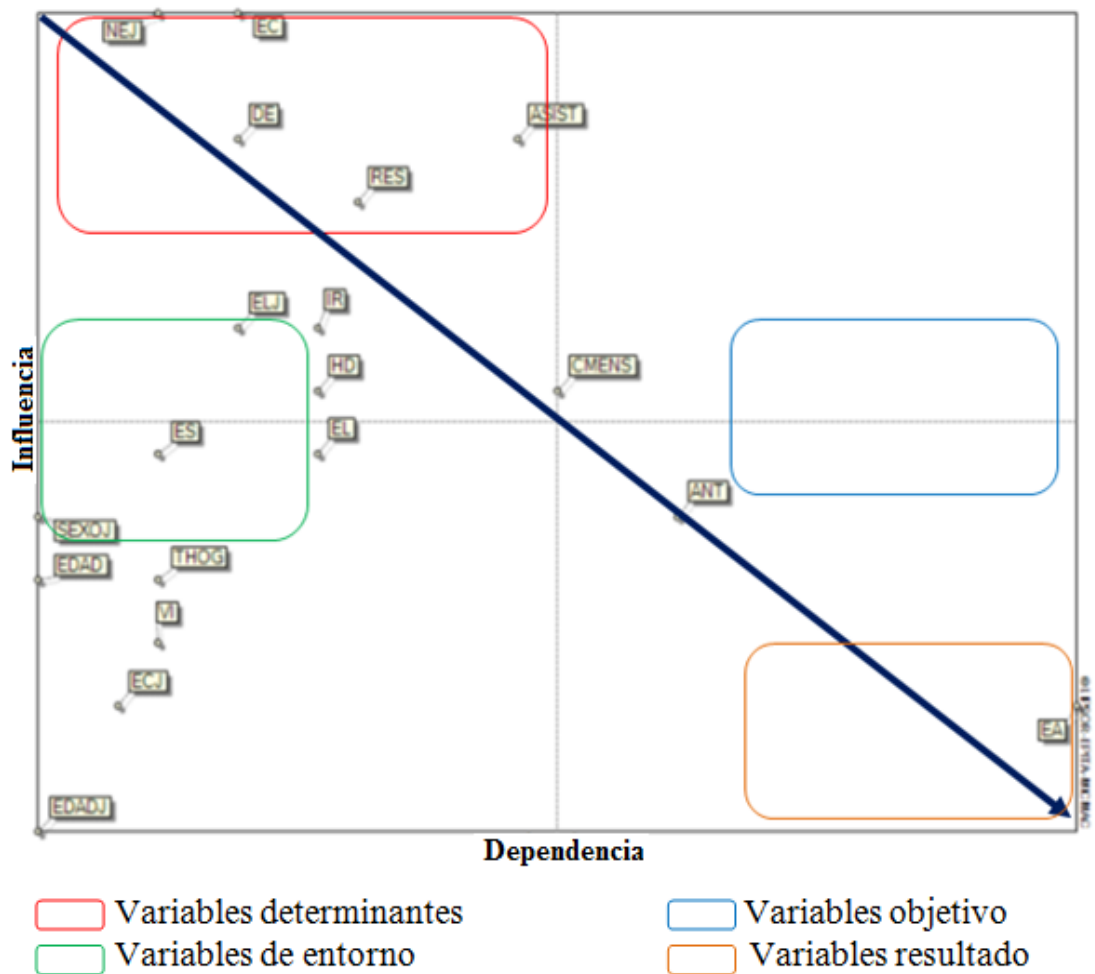 NEJ
EC
DE
ASIST
RES
ELJ
IR
HD
CMENS
ES
EL
ANT
SEXOJ
EDAD
THOG
VI
ECJ
EA
EDADJ
Influencia
Dependencia
Variables determinantes
Variables objetivo
Variables de entorno
Variables resultado